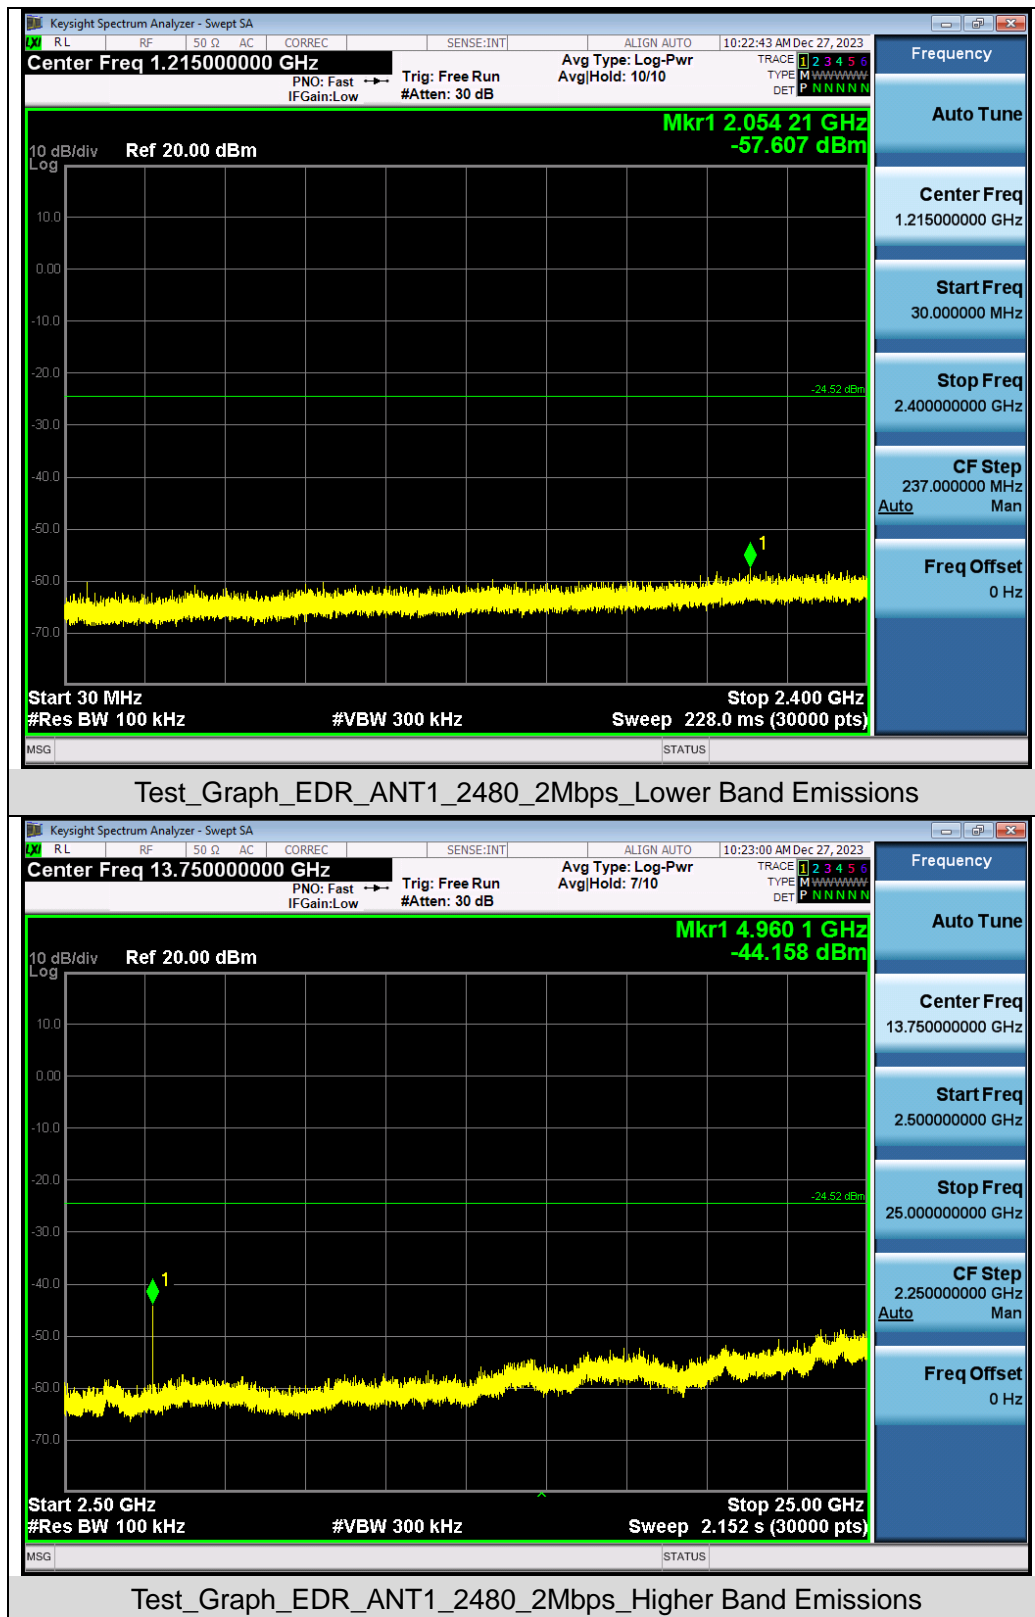 Keysight Spectrum Analyzer - Swept SA
LXI RL RF 50 Ω AC CORREC SENSE:INT ALIGN AUTO 10:22:43 AM Dec 27, 2023
Center Freq 1.215000000 GHz
PNO: Fast
IFGain:Low
Trig: Free Run
#Atten: 30 dB
Avg Type: Log-Pwr
Avg|Hold: 10/10
TRACE 1 2 3 4 5 6
TYPE M WWWWW
DET P N N N N N
Frequency
Auto Tune
Center Freq
1.215000000 GHz
Start Freq
30.000000 MHz
Stop Freq
2.400000000 GHz
CF Step
237.000000 MHz
Auto Man
Freq Offset
0 Hz
Mkr1 2.054 21 GHz
-57.607 dBm
10 dB/div Ref 20.00 dBm
Log
10.0
0.00
-10.0
-20.0
-24.52 dBm
-30.0
-40.0
-50.0
1
-60.0
-70.0
Start 30 MHz Stop 2.400 GHz
#Res BW 100 kHz #VBW 300 kHz Sweep 228.0 ms (30000 pts)
MSG STATUS
Test_Graph_EDR_ANT1_2480_2Mbps_Lower Band Emissions
Keysight Spectrum Analyzer - Swept SA
LXI RL RF 50 Ω AC CORREC SENSE:INT ALIGN AUTO 10:23:00 AM Dec 27, 2023
Center Freq 13.750000000 GHz
PNO: Fast
IFGain:Low
Trig: Free Run
#Atten: 30 dB
Avg Type: Log-Pwr
Avg|Hold: 7/10
TRACE 1 2 3 4 5 6
TYPE M WWWWW
DET P N N N N N
Frequency
Auto Tune
Center Freq
13.750000000 GHz
Start Freq
2.500000000 GHz
Stop Freq
25.000000000 GHz
CF Step
2.250000000 GHz
Auto Man
Freq Offset
0 Hz
Mkr1 4.960 1 GHz
-44.158 dBm
10 dB/div Ref 20.00 dBm
Log
10.0
0.00
-10.0
-20.0
-24.52 dBm
-30.0
-40.0
1
-50.0
-60.0
-70.0
Start 2.50 GHz Stop 25.00 GHz
#Res BW 100 kHz #VBW 300 kHz Sweep 2.152 s (30000 pts)
MSG STATUS
Test_Graph_EDR_ANT1_2480_2Mbps_Higher Band Emissions